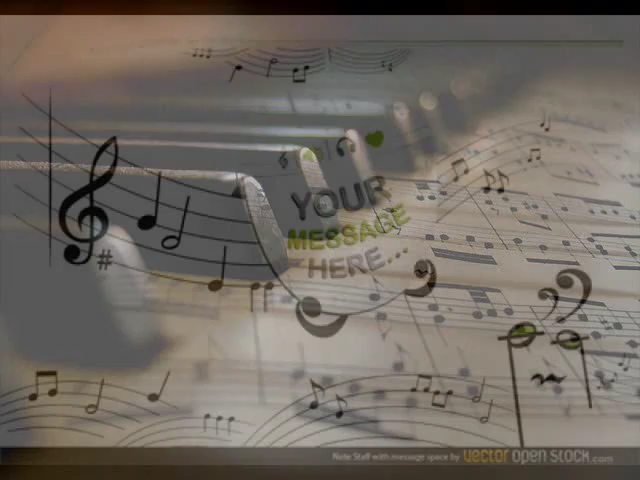 YOUR
MESSAGE
HERE...
Note Staff with message space by vector open stock.com